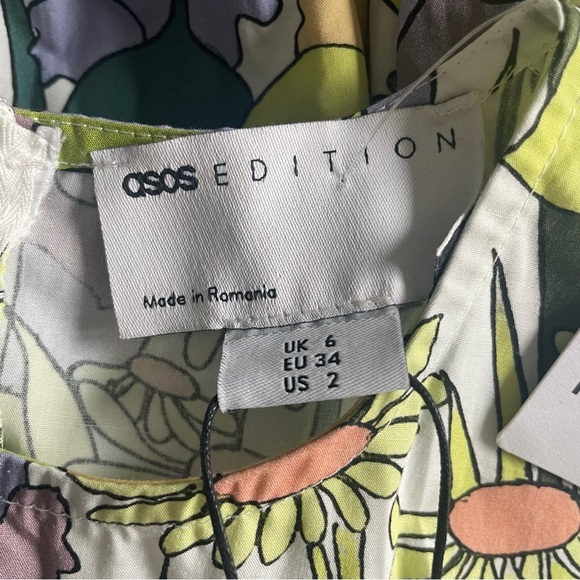 asos EDITION
Made in Romania
UK 6
EU 34
US 2